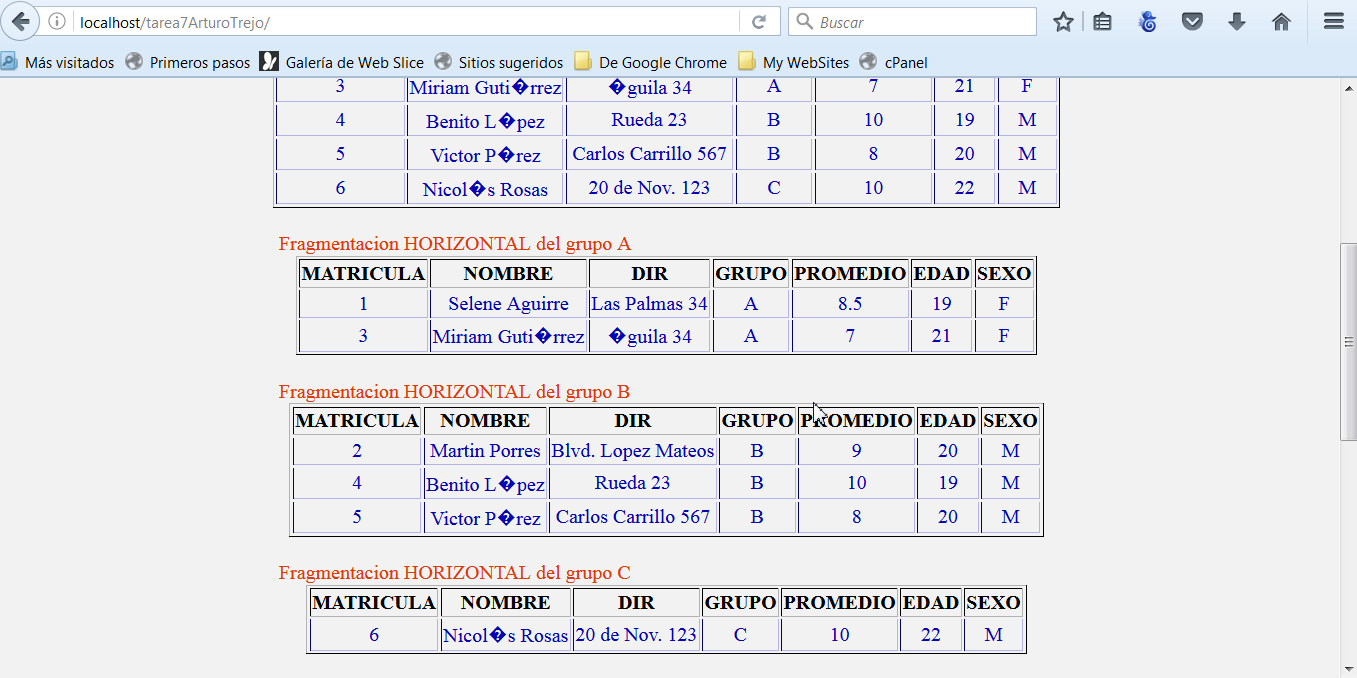 localhost/tarea7ArturoTrejo/
Buscar
Más visitados Primeros pasos Galería de Web Slice Sitios sugeridos De Google Chrome My WebSites cPanel
3 Miriam Guti�rrez �guila 34 A 7 21 F
4 Benito L�pez Rueda 23 B 10 19 M
5 Victor P�rez Carlos Carrillo 567 B 8 20 M
6 Nicol�s Rosas 20 de Nov. 123 C 10 22 M
Fragmentacion HORIZONTAL del grupo A
MATRICULA NOMBRE DIR GRUPO PROMEDIO EDAD SEXO
1 Selene Aguirre Las Palmas 34 A 8.5 19 F
3 Miriam Guti�rrez �guila 34 A 7 21 F
Fragmentacion HORIZONTAL del grupo B
MATRICULA NOMBRE DIR GRUPO PROMEDIO EDAD SEXO
2 Martin Porres Blvd. Lopez Mateos B 9 20 M
4 Benito L�pez Rueda 23 B 10 19 M
5 Victor P�rez Carlos Carrillo 567 B 8 20 M
Fragmentacion HORIZONTAL del grupo C
MATRICULA NOMBRE DIR GRUPO PROMEDIO EDAD SEXO
6 Nicol�s Rosas 20 de Nov. 123 C 10 22 M